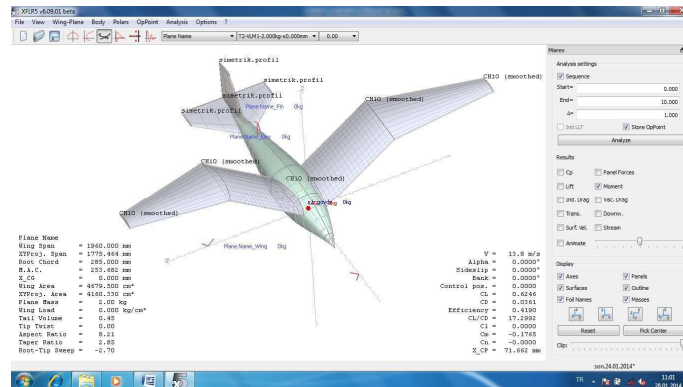 XFLR5 v6.09.01 beta
File View Wing-Plane Body Polars OpPoint Analysis Options ?
Plane Name T2-VLM1-2.000kg-x0.000mm 0.00
simetrik.profil
simetrik.profil
simetrik.profil
Plane Name_Fin 0kg
CH10 (smoothed)
CH10 (smoothed)
CH10 (smoothed)
CH10 (smoothed)
CH10 (smoothed)
0kg
Plane Name_Wing 0kg
Plane Name
Wing Span = 1960.000 mm
XYProj. Span = 1775.464 mm
Root Chord = 285.000 mm
M.A.C. = 253.682 mm
X_CG = 0.000 mm
Wing Area = 4679.500 cm²
XYProj. Area = 4160.330 cm²
Plane Mass = 2.00 kg
Wing Load = 0.000 kg/cm²
Tail Volume = 0.45
Tip Twist = 0.00
Aspect Ratio = 8.21
Taper Ratio = 2.85
Root-Tip Sweep = -2.70
V = 13.8 m/s
Alpha = 0.0000°
Sideslip = 0.0000°
Bank = 0.0000°
Control pos. = 0.0000
CL = 0.6246
CD = 0.0361
Efficiency = 0.4190
CL/CD = 17.2992
Cl = 0.0000
Cm = -0.1765
Cn = -0.0000
X_CP = 71.662 mm
Marex
Analysis settings
Sequence
Start= 0.000
End= 10.000
Δ= 1.000
Init LLT Store OpPoint
Analyze
Results
Cp Panel Forces
Lift Moment
Ind. Drag Visc. Drag
Trans. Downw.
Surf. Vel. Stream
Animate
Display
Axes Panels
Surfaces Outline
Foil Names Masses
Reset Pick Center
Clip:
son.24.01.2014*
TR 11:01
28.01.2014